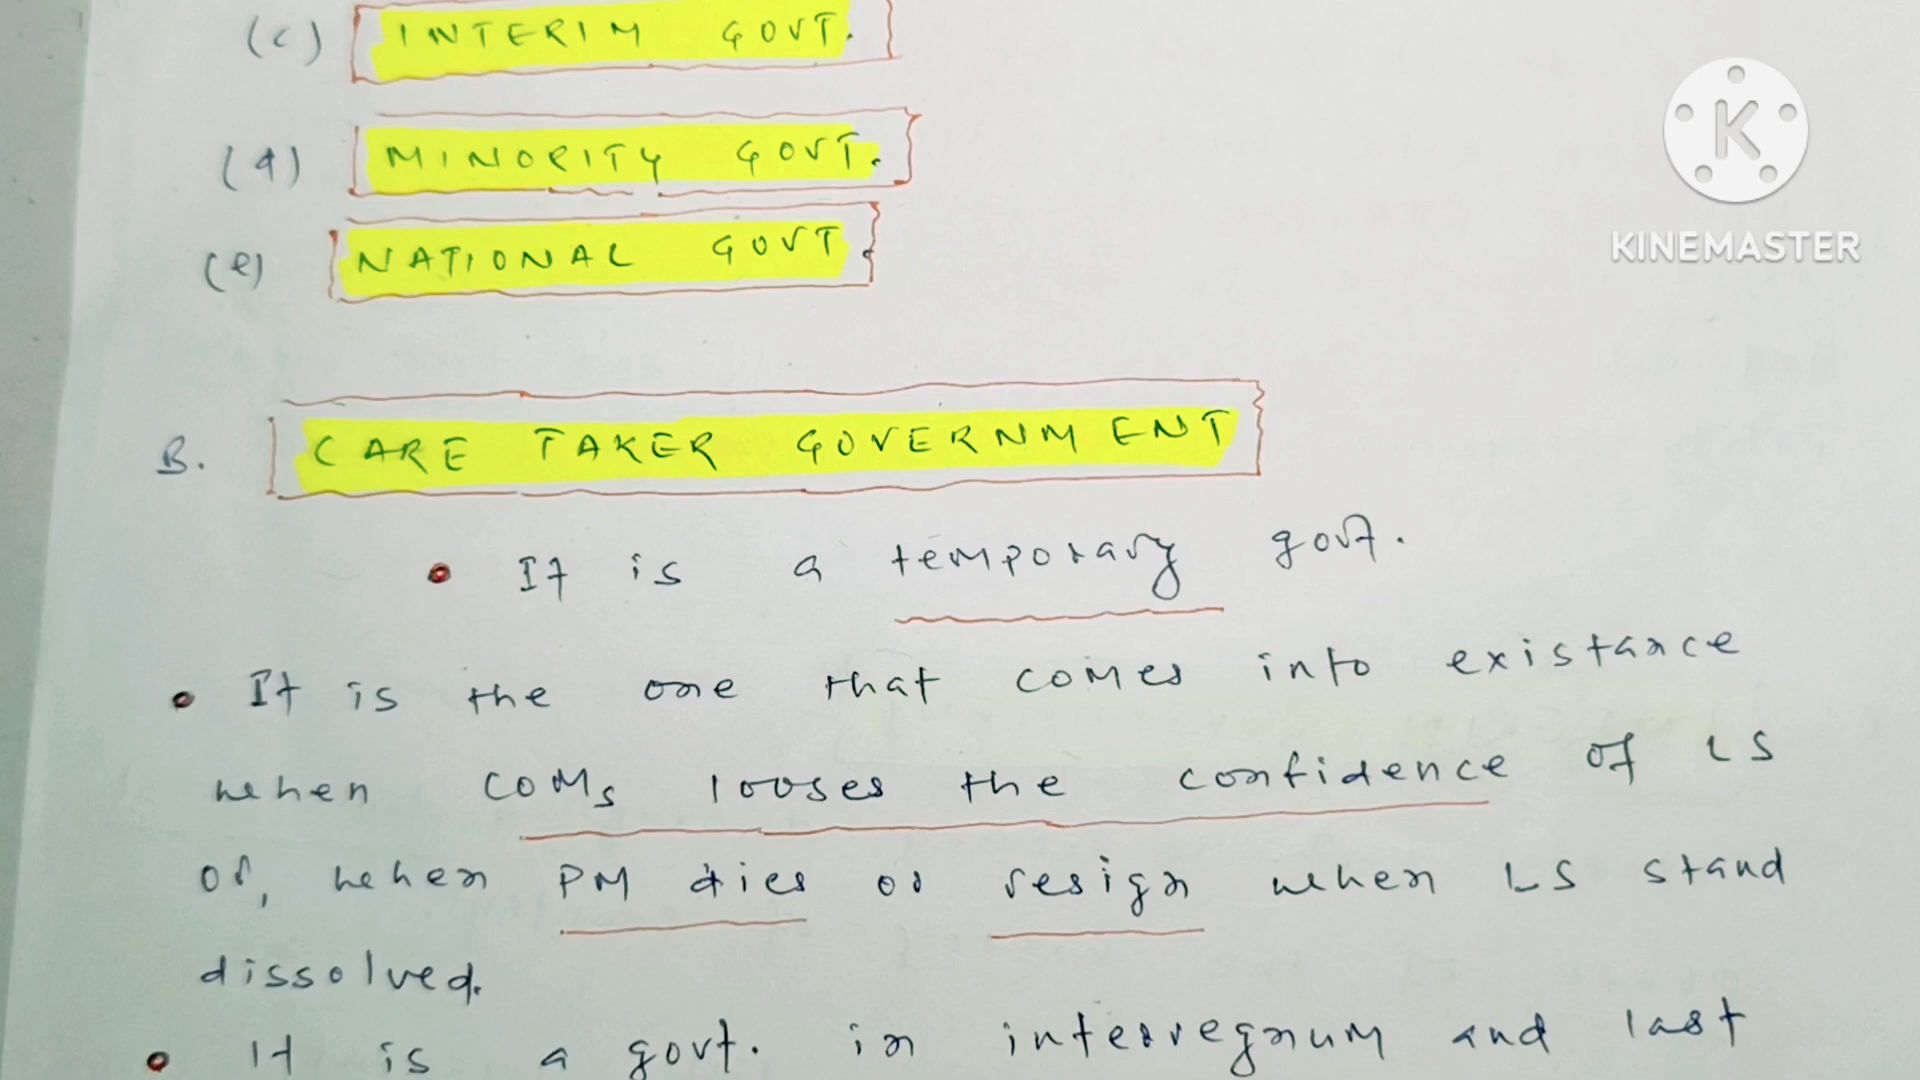 (c) INTERIM GOVT.
(d) MINORITY GOVT.
(e) NATIONAL GOVT.
K
KINEMASTER
B. CARE TAKER GOVERNMENT
• It is a temporary govt.
• It is the one that comes into existance
when COMs looses the confidence of LS
or, when PM dies or resign when LS stand
dissolved.
• It is a govt. in interregnum and last